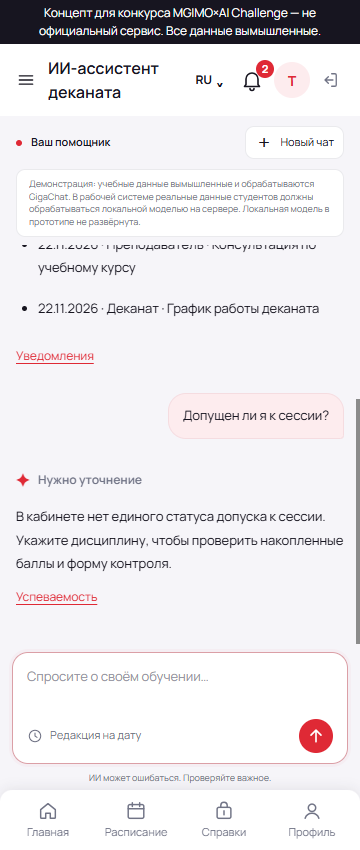 Концепт для конкурса MGIMO×AI Challenge — не
официальный сервис. Все данные вымышленные.
ИИ-ассистент
деканата
RU
2
T
Ваш помощник
+ Новый чат
Демонстрация: учебные данные вымышленные и обрабатываются
GigaChat. В рабочей системе реальные данные студентов должны
обрабатываться локальной моделью на сервере. Локальная модель в
прототипе не развёрнута.
• 22.11.2026 · Преподаватель · Консультация по
учебному курсу
• 22.11.2026 · Деканат · График работы деканата
Уведомления
Допущен ли я к сессии?
Нужно уточнение
В кабинете нет единого статуса допуска к сессии.
Укажите дисциплину, чтобы проверить накопленные
баллы и форму контроля.
Успеваемость
Спросите о своём обучении...
Редакция на дату
ИИ может ошибаться. Проверяйте важное.
Главная
Расписание
Справки
Профиль